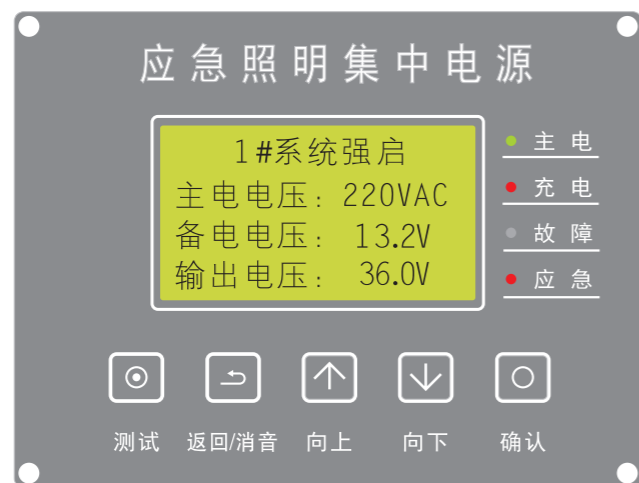 应急照明集中电源
1#系统强启
主电电压: 220VAC
备电电压: 13.2V
输出电压: 36.0V
主电
充电
故障
应急
测试 返回/消音 向上 向下 确认